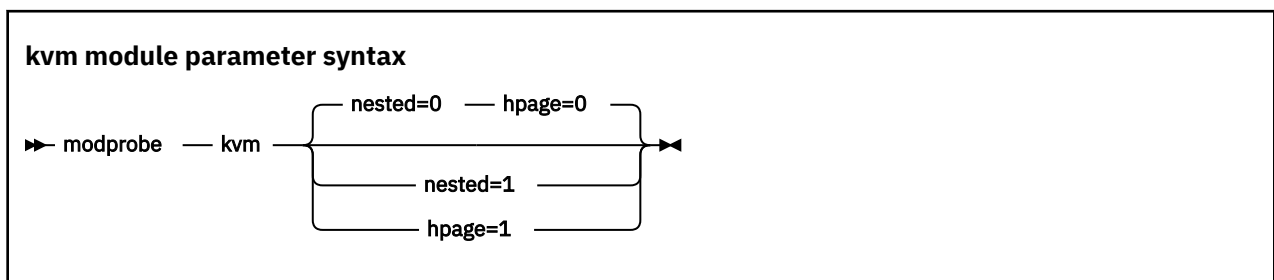 kvm module parameter syntax
nested=0 hpage=0
modprobe kvm
nested=1
hpage=1